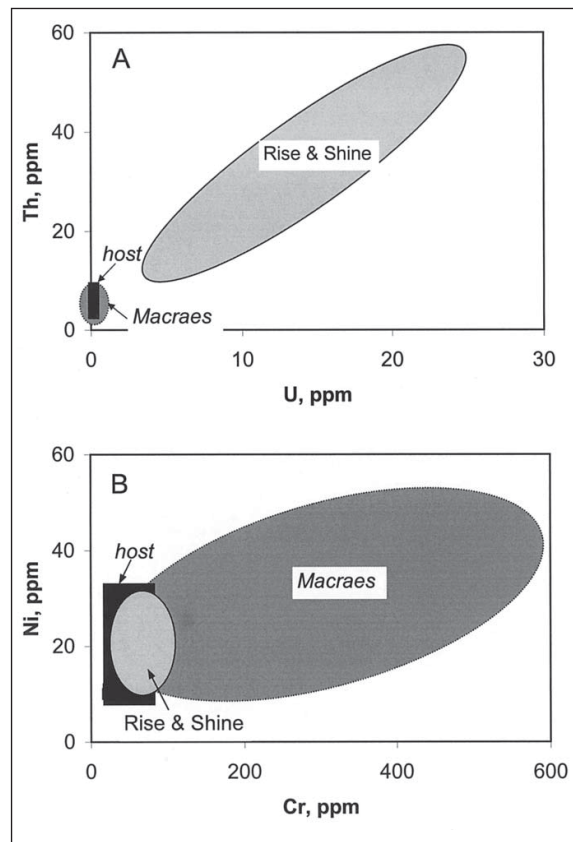 60
A
Rise & Shine
40
Th, ppm
20
host
Macraes
0
0
10
20
30
U, ppm
60
B
host
40
Macraes
Ni, ppm
20
Rise & Shine
0
0
200
400
600
Cr, ppm